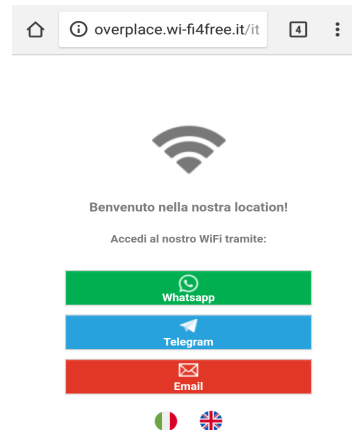 overplace.wi-fi4free.it/it
4
Benvenuto nella nostra location!
Accedi al nostro WiFi tramite:
Whatsapp
Telegram
Email